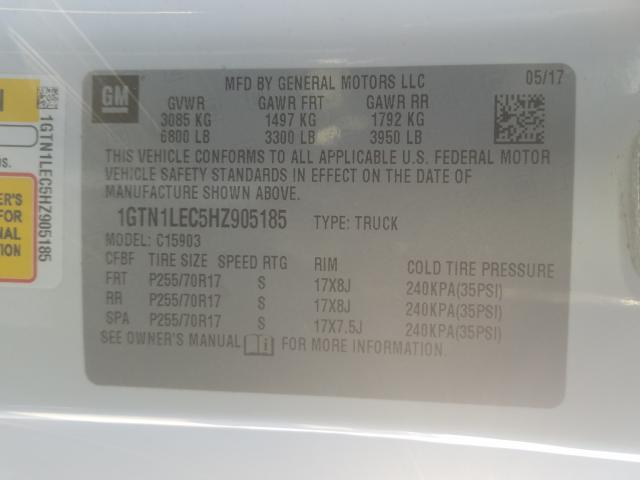 GM
MFD BY GENERAL MOTORS LLC 05/17
GVWR GAWR FRT GAWR RR
3085 KG 1497 KG 1792 KG
6800 LB 3300 LB 3950 LB
THIS VEHICLE CONFORMS TO ALL APPLICABLE U.S. FEDERAL MOTOR
VEHICLE SAFETY STANDARDS IN EFFECT ON THE DATE OF
MANUFACTURE SHOWN ABOVE.
1GTN1LEC5HZ905185 TYPE: TRUCK
MODEL: C15903
CFBF TIRE SIZE SPEED RTG RIM COLD TIRE PRESSURE
FRT P255/70R17 S 17X8J 240KPA(35PSI)
RR P255/70R17 S 17X8J 240KPA(35PSI)
SPA P255/70R17 S 17X7.5J 240KPA(35PSI)
SEE OWNER'S MANUAL FOR MORE INFORMATION.
1GTN1LEC5HZ905185
ER'S
FOR
NAL
ION.